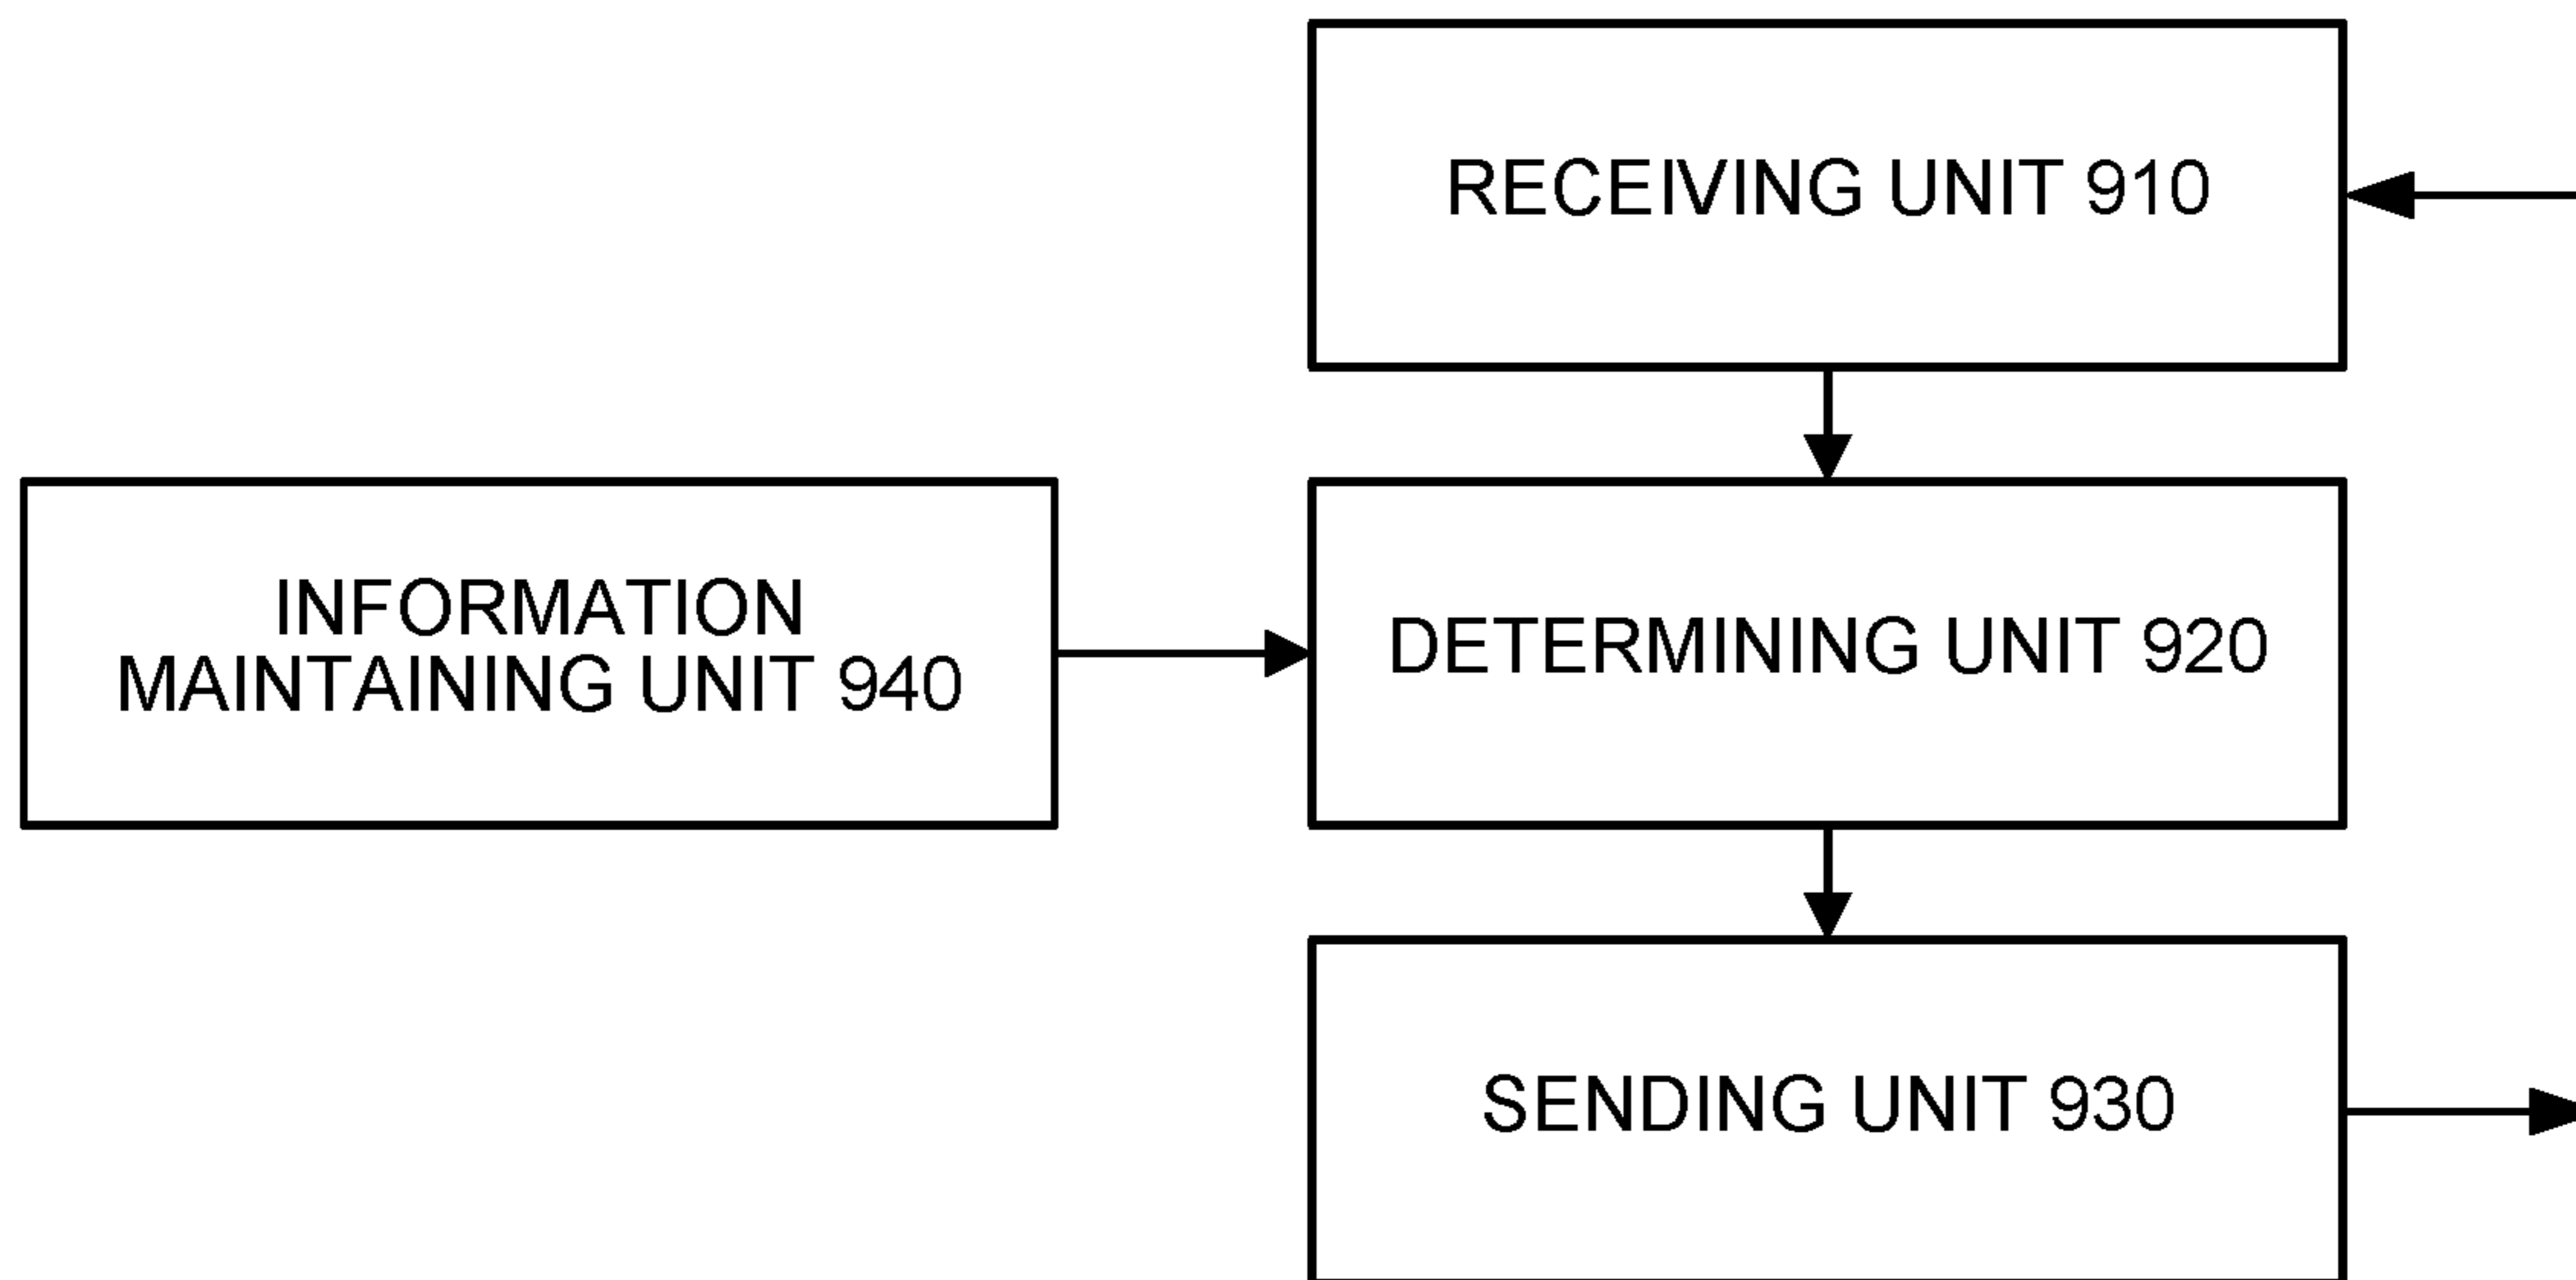 RECEIVING UNIT 910
INFORMATION
MAINTAINING UNIT 940
DETERMINING UNIT 920
SENDING UNIT 930